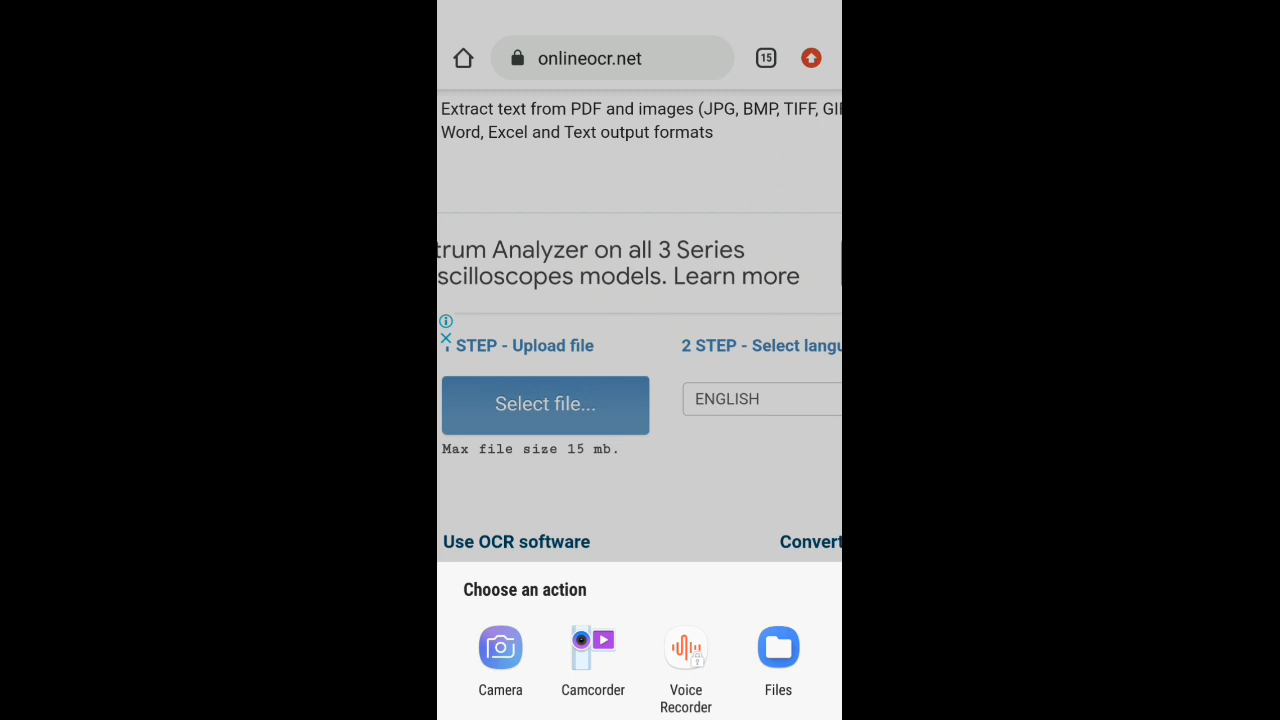 onlineocr.net
15
Extract text from PDF and images (JPG, BMP, TIFF, GI
Word, Excel and Text output formats
trum Analyzer on all 3 Series
scilloscopes models. Learn more
1 STEP - Upload file
2 STEP - Select langu
Select file...
ENGLISH
Max file size 15 mb.
Use OCR software
Convert
Choose an action
Camera
Camcorder
Voice
Recorder
Files